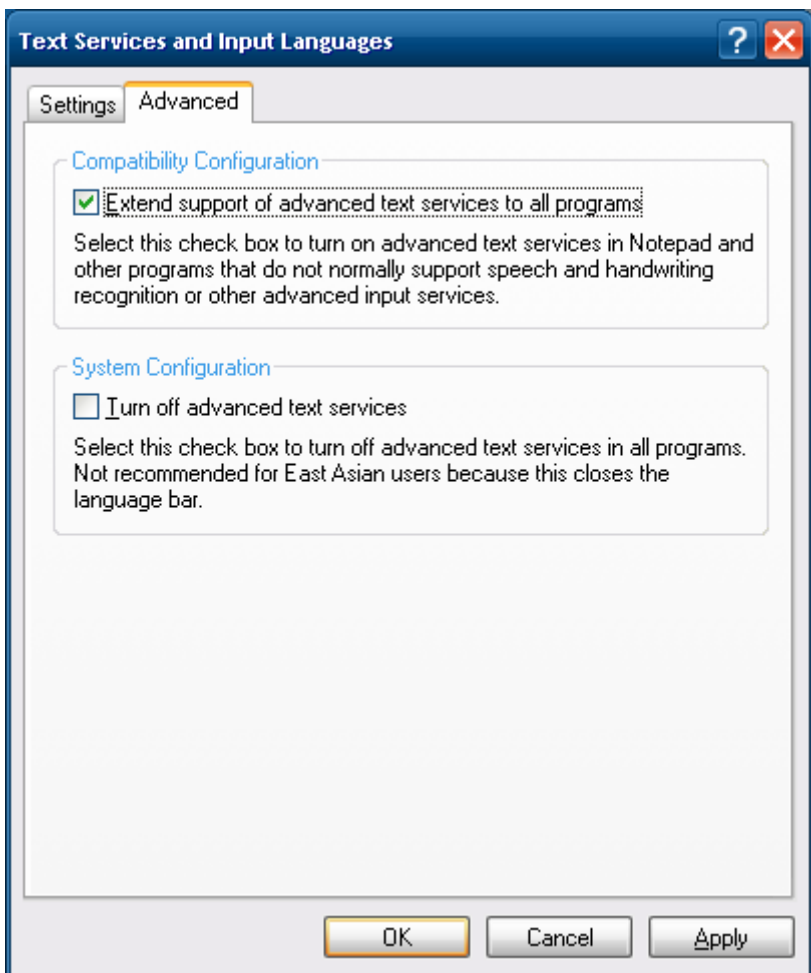 Text Services and Input Languages
Settings
Advanced
Compatibility Configuration
Extend support of advanced text services to all programs
Select this check box to turn on advanced text services in Notepad and
other programs that do not normally support speech and handwriting
recognition or other advanced input services.
System Configuration
Turn off advanced text services
Select this check box to turn off advanced text services in all programs.
Not recommended for East Asian users because this closes the
language bar.
OK
Cancel
Apply